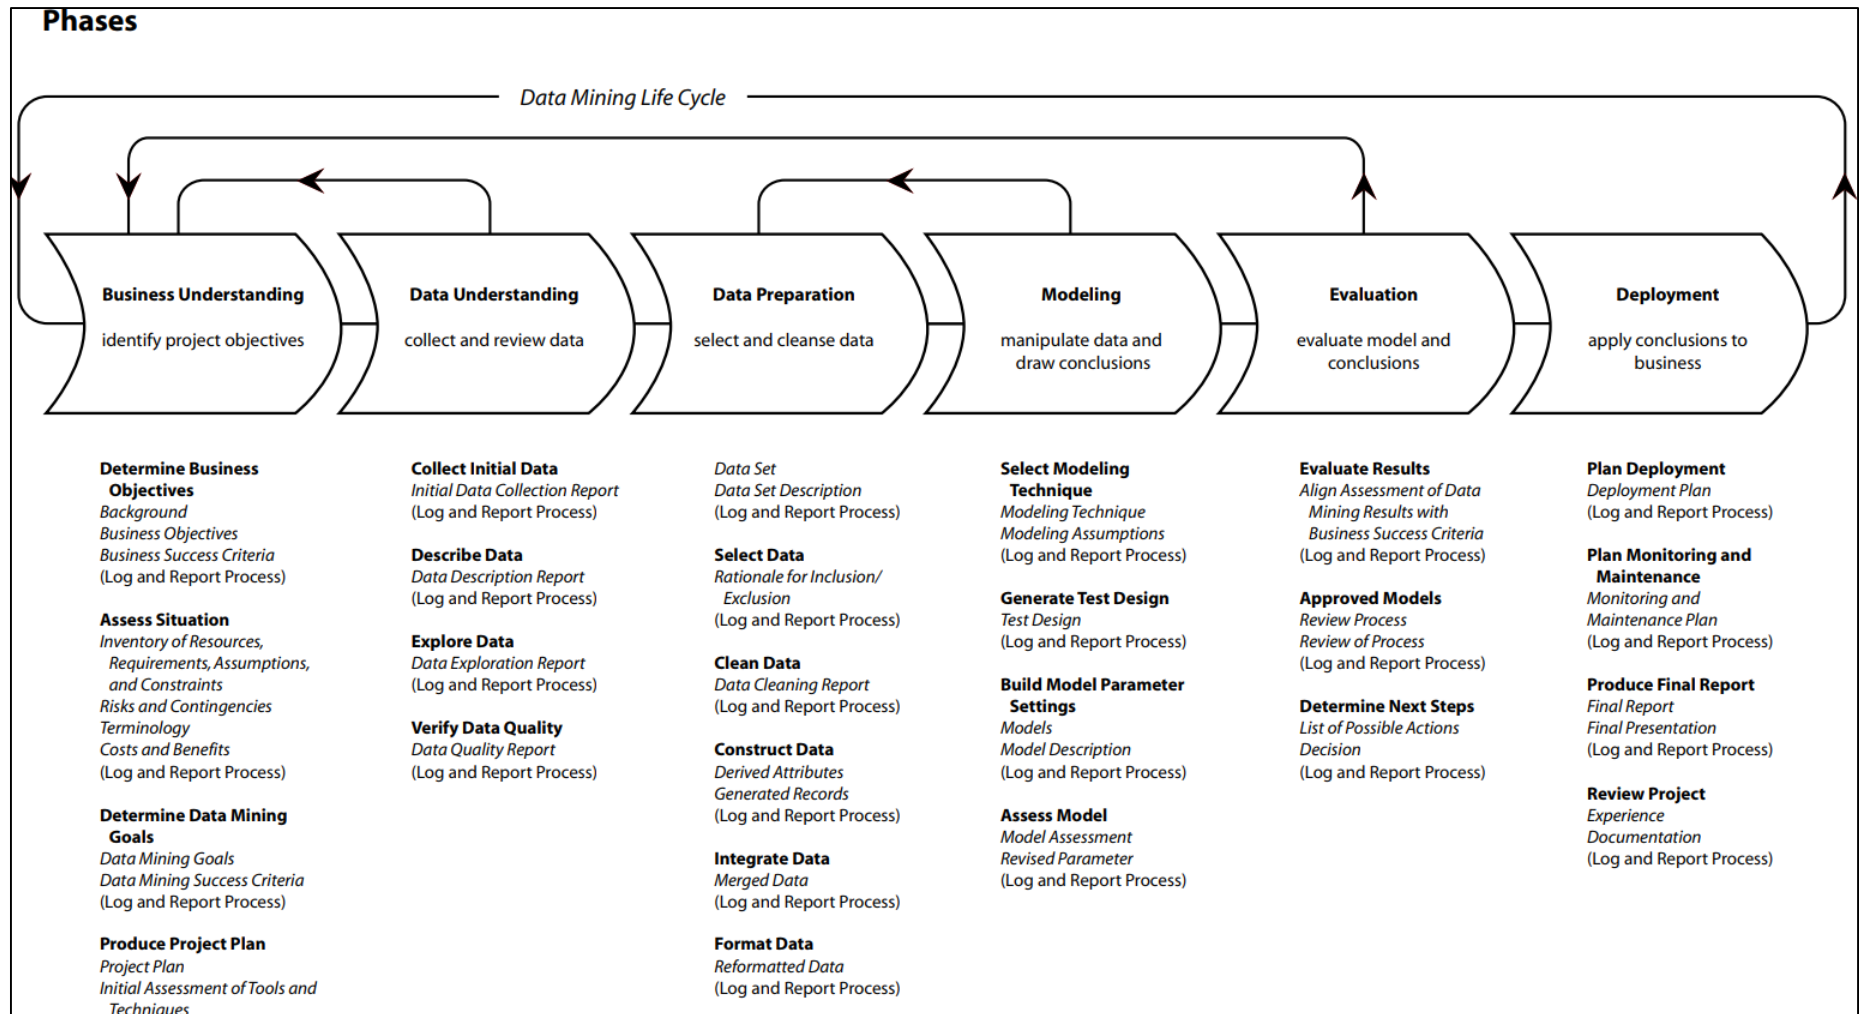 Phases
Data Mining Life Cycle
Business Understanding
identify project objectives
Data Understanding
collect and review data
Data Preparation
select and cleanse data
Modeling
manipulate data and
draw conclusions
Evaluation
evaluate model and
conclusions
Deployment
apply conclusions to
business
Determine Business
Objectives
Background
Business Objectives
Business Success Criteria
(Log and Report Process)
Assess Situation
Inventory of Resources,
Requirements, Assumptions,
and Constraints
Risks and Contingencies
Terminology
Costs and Benefits
(Log and Report Process)
Determine Data Mining
Goals
Data Mining Goals
Data Mining Success Criteria
(Log and Report Process)
Produce Project Plan
Project Plan
Initial Assessment of Tools and
Techniques
Collect Initial Data
Initial Data Collection Report
(Log and Report Process)
Describe Data
Data Description Report
(Log and Report Process)
Explore Data
Data Exploration Report
(Log and Report Process)
Verify Data Quality
Data Quality Report
(Log and Report Process)
Data Set
Data Set Description
(Log and Report Process)
Select Data
Rationale for Inclusion/
Exclusion
(Log and Report Process)
Clean Data
Data Cleaning Report
(Log and Report Process)
Construct Data
Derived Attributes
Generated Records
(Log and Report Process)
Integrate Data
Merged Data
(Log and Report Process)
Format Data
Reformatted Data
(Log and Report Process)
Select Modeling
Technique
Modeling Technique
Modeling Assumptions
(Log and Report Process)
Generate Test Design
Test Design
(Log and Report Process)
Build Model Parameter
Settings
Models
Model Description
(Log and Report Process)
Assess Model
Model Assessment
Revised Parameter
(Log and Report Process)
Evaluate Results
Align Assessment of Data
Mining Results with
Business Success Criteria
(Log and Report Process)
Approved Models
Review Process
Review of Process
(Log and Report Process)
Determine Next Steps
List of Possible Actions
Decision
(Log and Report Process)
Plan Deployment
Deployment Plan
(Log and Report Process)
Plan Monitoring and
Maintenance
Monitoring and
Maintenance Plan
(Log and Report Process)
Produce Final Report
Final Report
Final Presentation
(Log and Report Process)
Review Project
Experience
Documentation
(Log and Report Process)